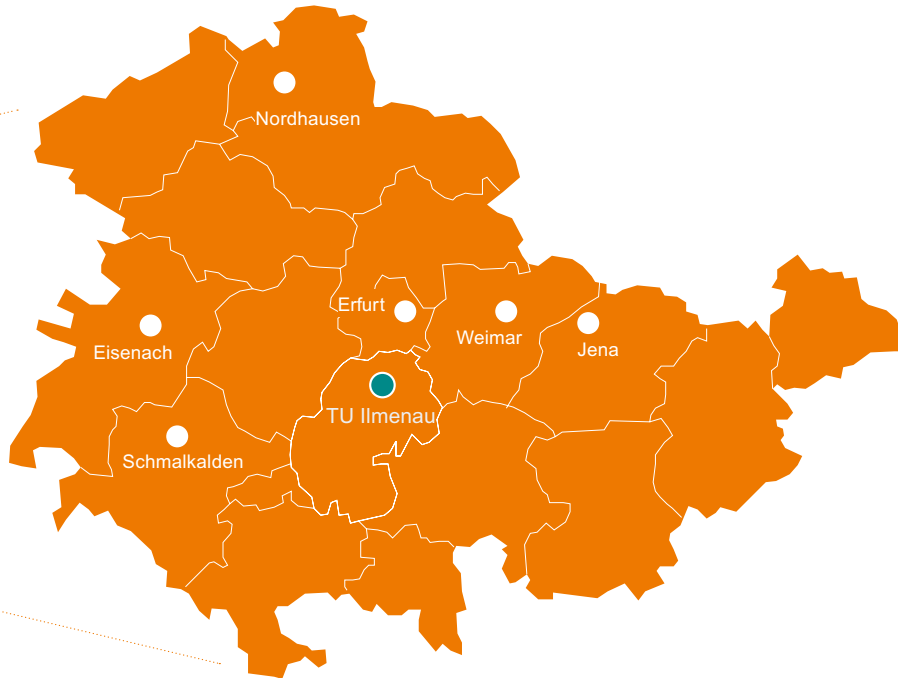 Nordhausen
Erfurt
Weimar
Eisenach
Jena
TU Ilmenau
Schmalkalden